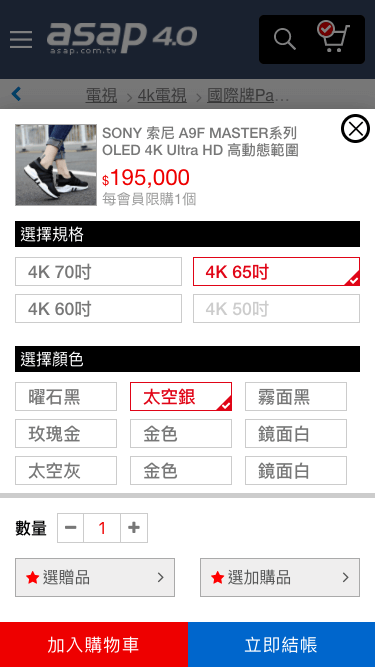 asap 4.0
asap.com.tw
電視 > 4k電視 > 國際牌Pa...
SONY 索尼 A9F MASTER系列
OLED 4K Ultra HD 高動態範圍
$195,000
每會員限購1個
選擇規格
4K 70吋 4K 65吋
4K 60吋 4K 50吋
選擇顏色
曜石黑 太空銀 霧面黑
玫瑰金 金色 鏡面白
太空灰 金色 鏡面白
數量 − 1 +
選贈品 選加購品
加入購物車 立即結帳